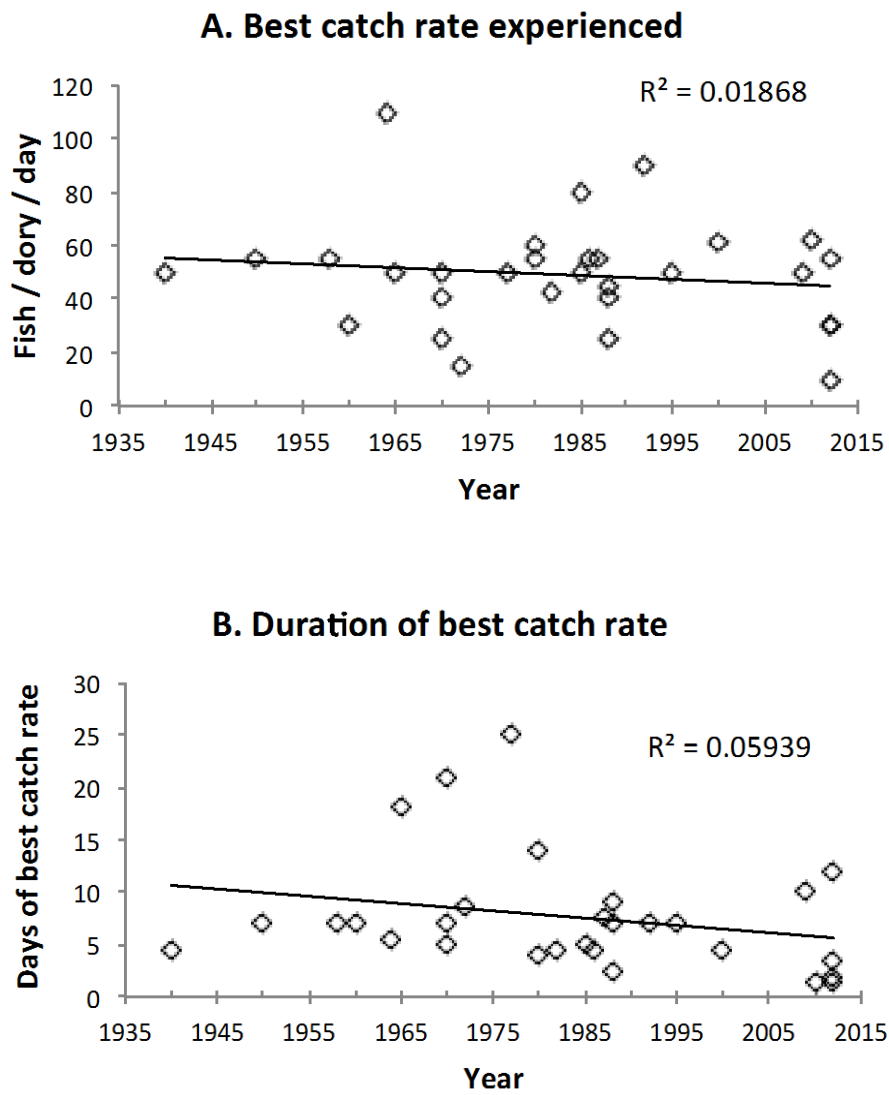 A. Best catch rate experienced
R² = 0.01868
120
100
80
60
40
20
0
Fish / dory / day
1935 1945 1955 1965 1975 1985 1995 2005 2015
Year
B. Duration of best catch rate
R² = 0.05939
30
25
20
15
10
5
0
Days of best catch rate
1935 1945 1955 1965 1975 1985 1995 2005 2015
Year